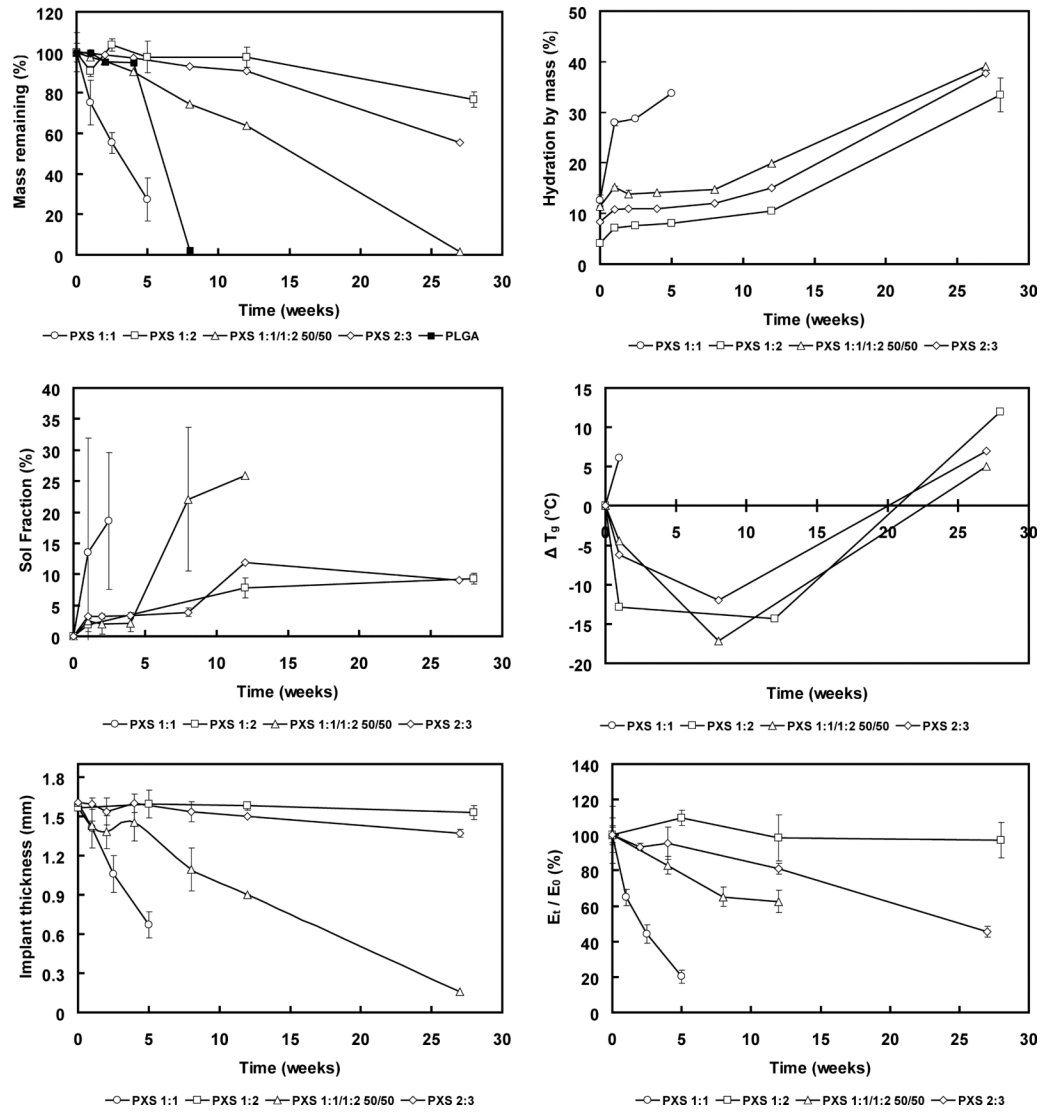 Mass remaining (%)
120
100
80
60
40
20
0
0 5 10 15 20 25 30
Time (weeks)
PXS 1:1 PXS 1:2 PXS 1:1/1:2 50/50 PXS 2:3 PLGA
Hydration by mass (%)
50
40
30
20
10
0
0 5 10 15 20 25 30
Time (weeks)
PXS 1:1 PXS 1:2 PXS 1:1/1:2 50/50 PXS 2:3
Sol Fraction (%)
40
35
30
25
20
15
10
5
0
0 5 10 15 20 25 30
Time (weeks)
PXS 1:1 PXS 1:2 PXS 1:1/1:2 50/50 PXS 2:3
Δ Tg (°C)
15
10
5
0
-5
-10
-15
-20
0 5 10 15 20 25 30
Time (weeks)
PXS 1:1 PXS 1:2 PXS 1:1/1:2 50/50 PXS 2:3
Implant thickness (mm)
1.8
1.5
1.2
0.9
0.6
0.3
0
0 5 10 15 20 25 30
Time (weeks)
PXS 1:1 PXS 1:2 PXS 1:1/1:2 50/50 PXS 2:3
Et / E0 (%)
140
120
100
80
60
40
20
0
0 5 10 15 20 25 30
Time (weeks)
PXS 1:1 PXS 1:2 PXS 1:1/1:2 50/50 PXS 2:3